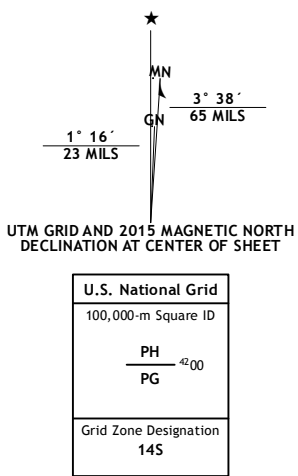 MN
3° 38´
65 MILS
GN
1° 16´
23 MILS
UTM GRID AND 2015 MAGNETIC NORTH
DECLINATION AT CENTER OF SHEET
U.S. National Grid
100,000-m Square ID
PH
4200
PG
Grid Zone Designation
14S